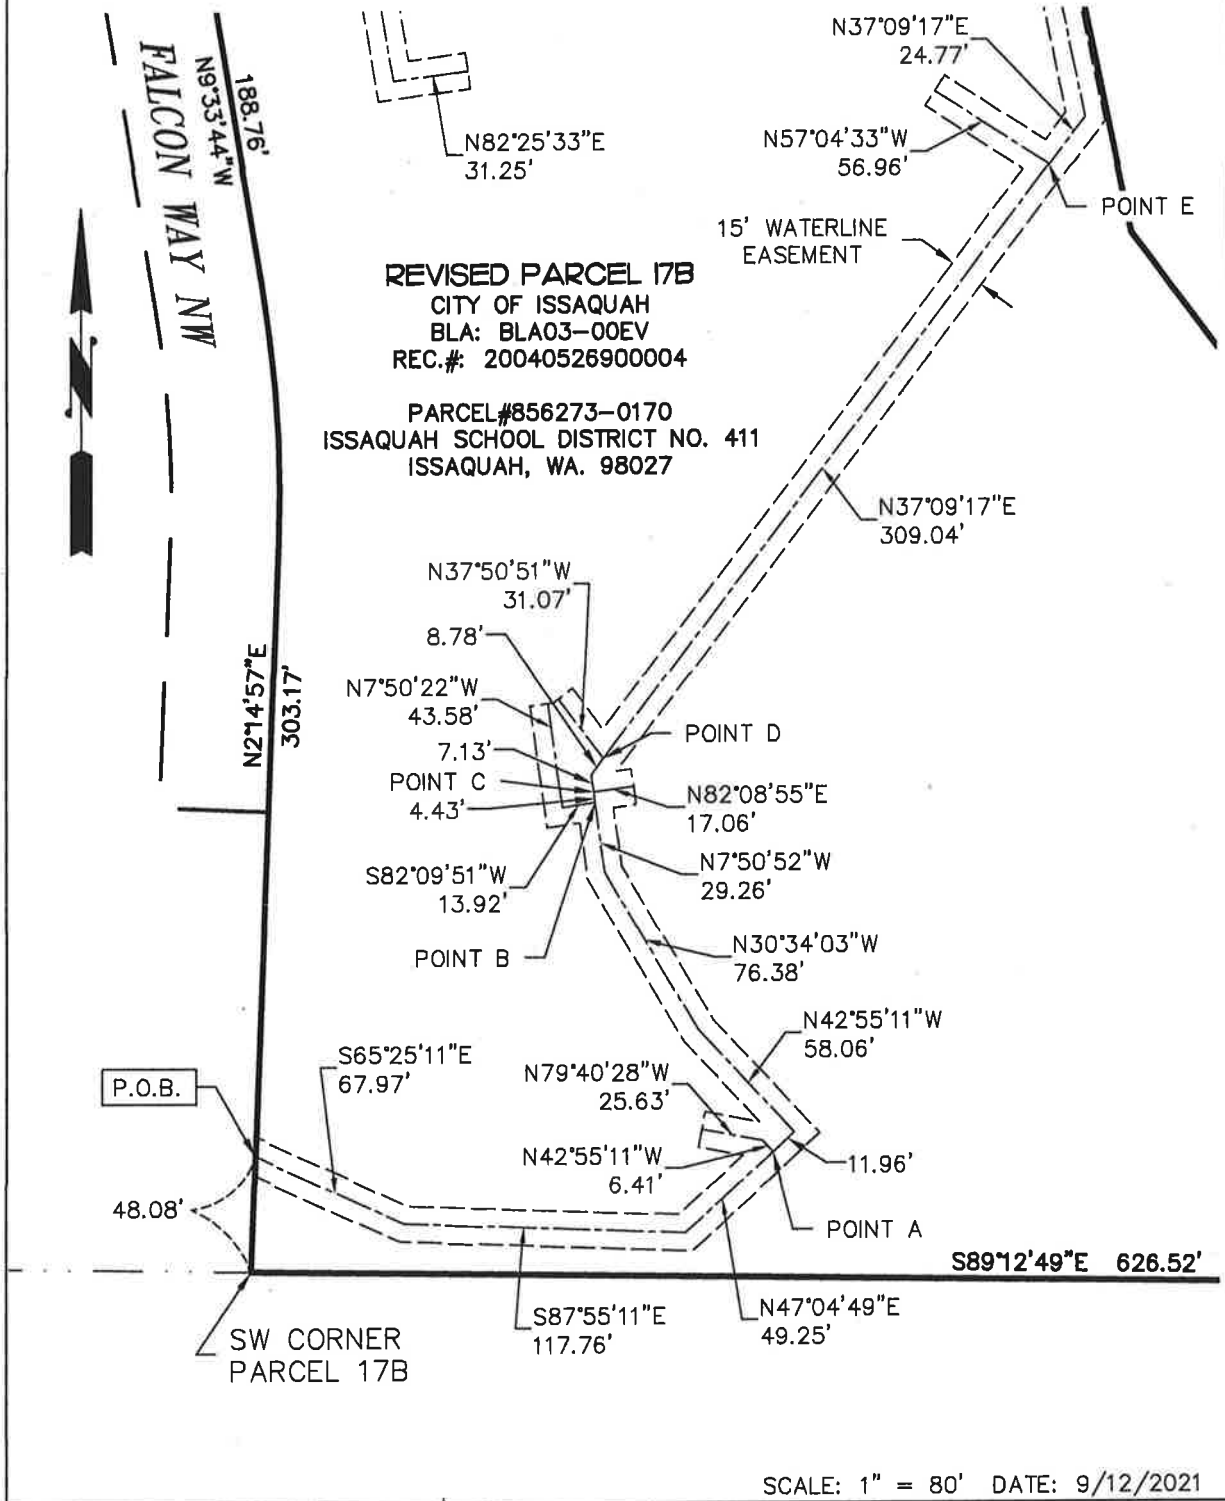 N37°09'17"E
24.77'
FALCON WAY NW
188.76'
N9°33'44"W
N82°25'33"E
31.25'
N57°04'33"W
56.96'
POINT E
15' WATERLINE
EASEMENT
REVISED PARCEL 17B
CITY OF ISSAQUAH
BLA: BLA03-00EV
REC.#: 20040526900004
PARCEL#856273-0170
ISSAQUAH SCHOOL DISTRICT NO. 411
ISSAQUAH, WA. 98027
N
N37°09'17"E
309.04'
N37°50'51"W
31.07'
8.78'
N2°14'57"E
303.17'
N7°50'22"W
43.58'
POINT D
7.13'
POINT C
4.43'
N82°08'55"E
17.06'
S82°09'51"W
13.92'
N7°50'52"W
29.26'
POINT B
N30°34'03"W
76.38'
N42°55'11"W
58.06'
S65°25'11"E
67.97'
P.O.B.
N79°40'28"W
25.63'
N42°55'11"W
6.41'
11.96'
48.08'
POINT A
S89°12'49"E 626.52'
S87°55'11"E
117.76'
N47°04'49"E
49.25'
SW CORNER
PARCEL 17B
SCALE: 1" = 80' DATE: 9/12/2021